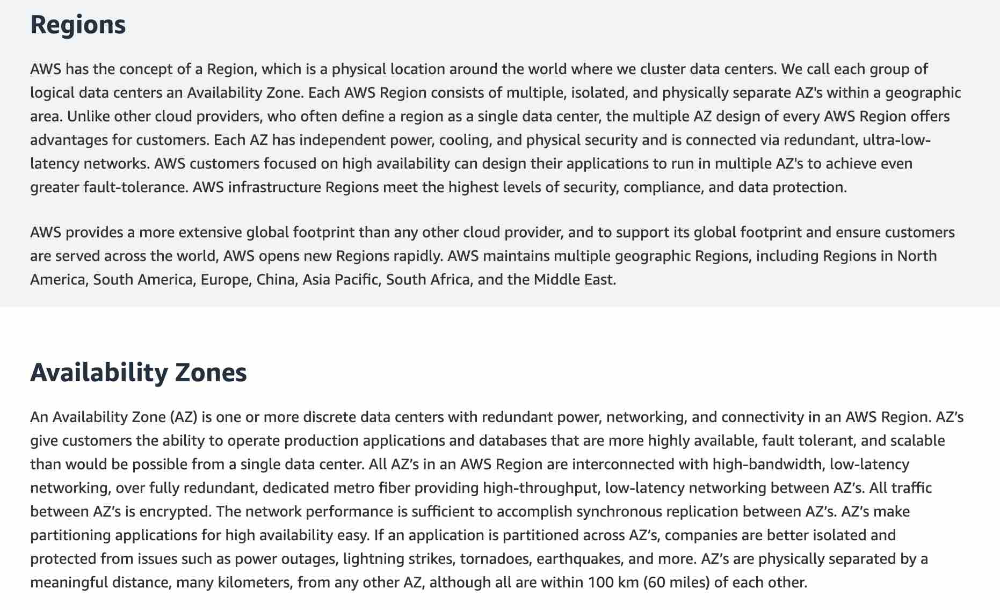 Regions
AWS has the concept of a Region, which is a physical location around the world where we cluster data centers. We call each group of
logical data centers an Availability Zone. Each AWS Region consists of multiple, isolated, and physically separate AZ's within a geographic
area. Unlike other cloud providers, who often define a region as a single data center, the multiple AZ design of every AWS Region offers
advantages for customers. Each AZ has independent power, cooling, and physical security and is connected via redundant, ultra-low-
latency networks. AWS customers focused on high availability can design their applications to run in multiple AZ's to achieve even
greater fault-tolerance. AWS infrastructure Regions meet the highest levels of security, compliance, and data protection.
AWS provides a more extensive global footprint than any other cloud provider, and to support its global footprint and ensure customers
are served across the world, AWS opens new Regions rapidly. AWS maintains multiple geographic Regions, including Regions in North
America, South America, Europe, China, Asia Pacific, South Africa, and the Middle East.
Availability Zones
An Availability Zone (AZ) is one or more discrete data centers with redundant power, networking, and connectivity in an AWS Region. AZ’s
give customers the ability to operate production applications and databases that are more highly available, fault tolerant, and scalable
than would be possible from a single data center. All AZ’s in an AWS Region are interconnected with high-bandwidth, low-latency
networking, over fully redundant, dedicated metro fiber providing high-throughput, low-latency networking between AZ’s. All traffic
between AZ’s is encrypted. The network performance is sufficient to accomplish synchronous replication between AZ’s. AZ’s make
partitioning applications for high availability easy. If an application is partitioned across AZ’s, companies are better isolated and
protected from issues such as power outages, lightning strikes, tornadoes, earthquakes, and more. AZ’s are physically separated by a
meaningful distance, many kilometers, from any other AZ, although all are within 100 km (60 miles) of each other.